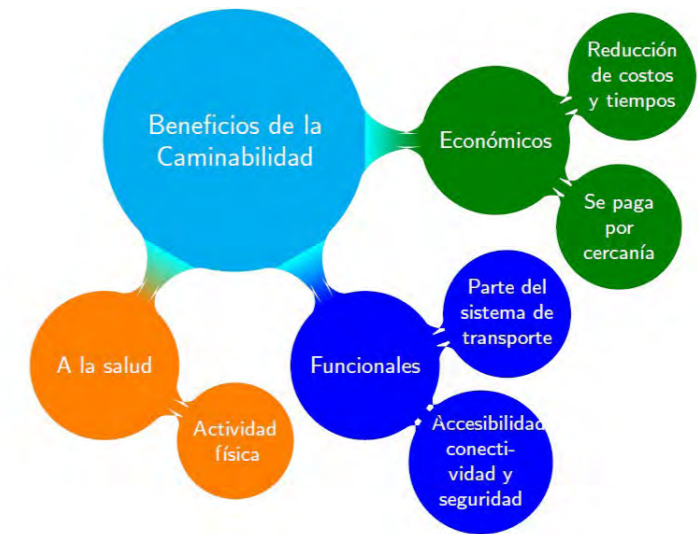 Beneficios de la
Caminabilidad
Económicos
Reducción
de costos
y tiempos
Se paga
por
cercanía
Funcionales
Parte del
sistema de
transporte
Accesibilidad
conecti-
vidad y
seguridad
A la salud
Actividad
física